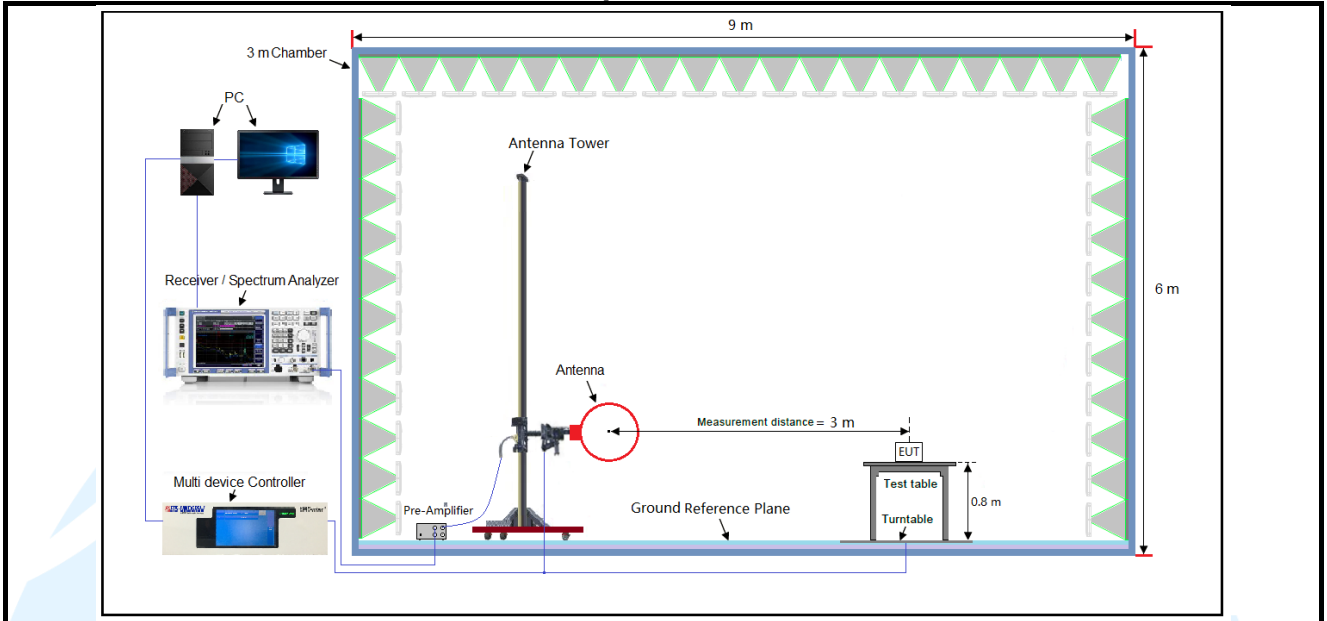 9 m
3 m Chamber
PC
Antenna Tower
Receiver / Spectrum Analyzer
6 m
Antenna
Measurement distance = 3 m
EUT
Multi device Controller
Test table
0.8 m
Pre-Amplifier
Ground Reference Plane
Turntable